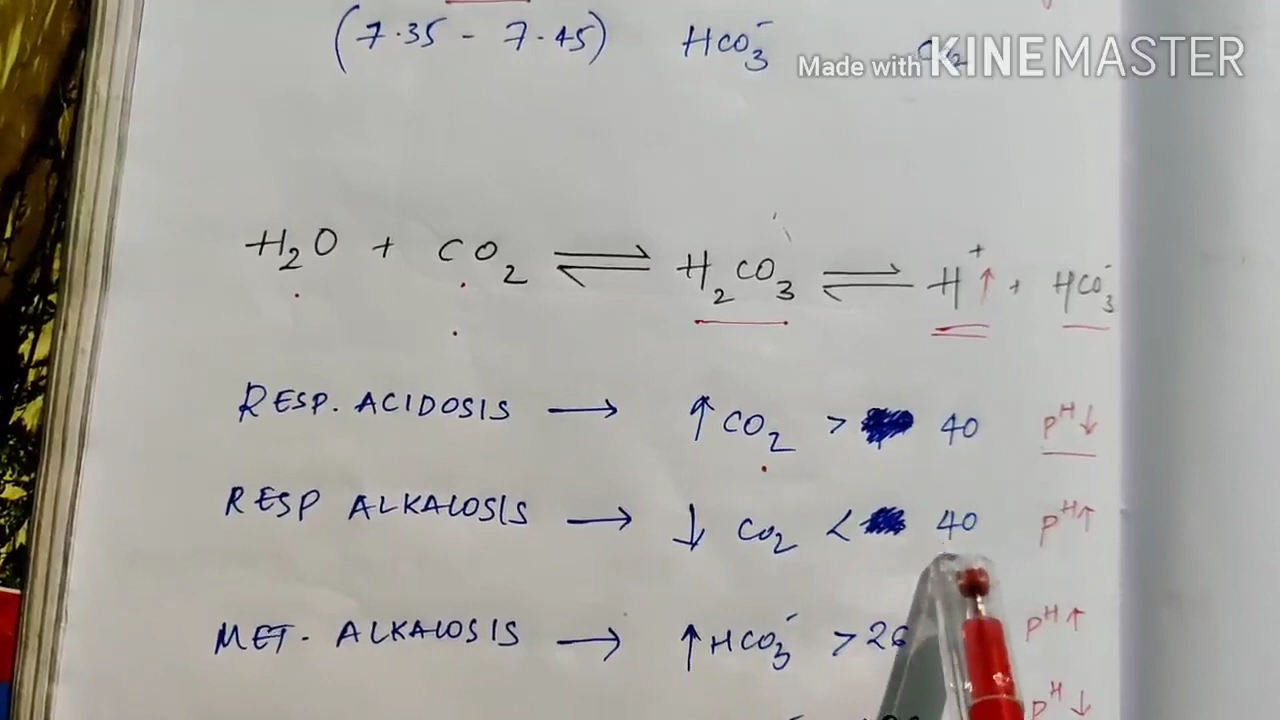 (7.35 - 7.45) HCO₃⁻
Made with KINEMASTER
H₂O + CO₂ ⇌ H₂CO₃ ⇌ H⁺ ↑ + HCO₃⁻
RESP. ACIDOSIS → ↑ CO₂ > 40 pH↓
RESP ALKALOSIS → ↓ CO₂ < 40 pH↑
MET. ALKALOSIS → ↑ HCO₃⁻ > 26 pH↑
pH↓